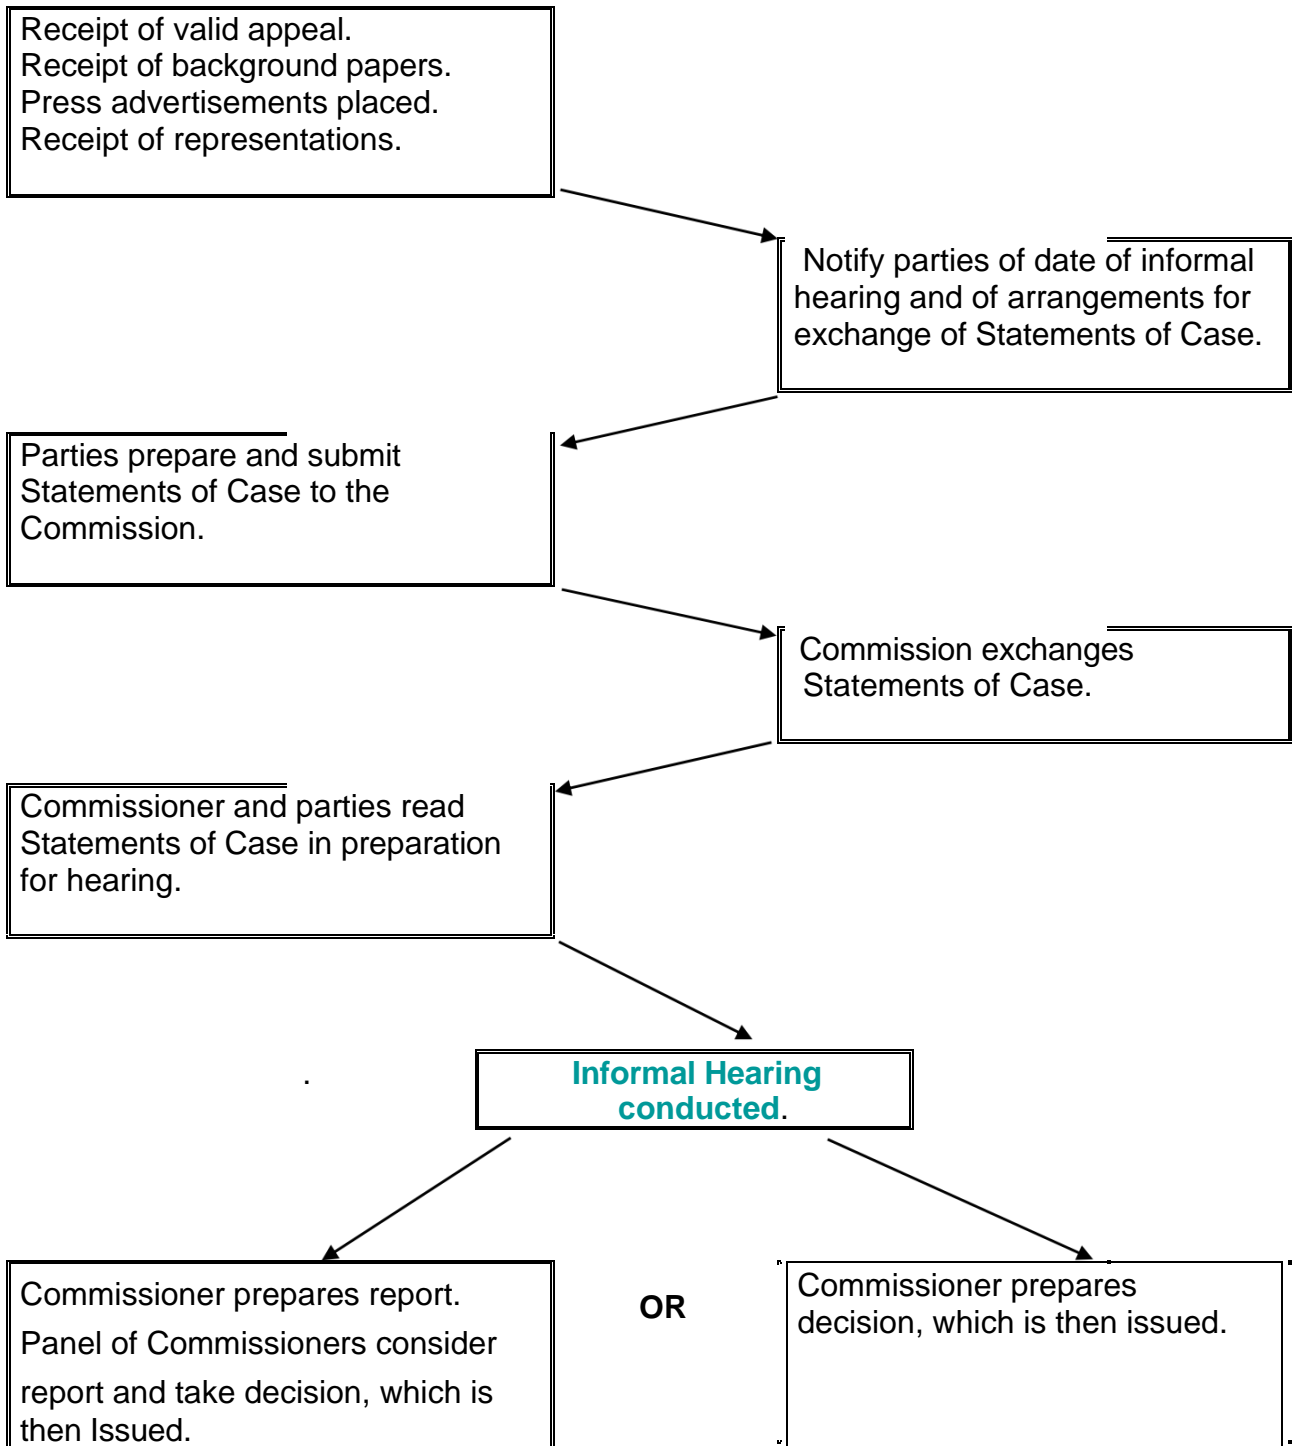 Receipt of valid appeal.
Receipt of background papers.
Press advertisements placed.
Receipt of representations.
Notify parties of date of informal
hearing and of arrangements for
exchange of Statements of Case.
Parties prepare and submit
Statements of Case to the
Commission.
Commission exchanges
Statements of Case.
Commissioner and parties read
Statements of Case in preparation
for hearing.
.
Informal Hearing
conducted.
Commissioner prepares report.
Panel of Commissioners consider
report and take decision, which is
then Issued.
OR
Commissioner prepares
decision, which is then issued.